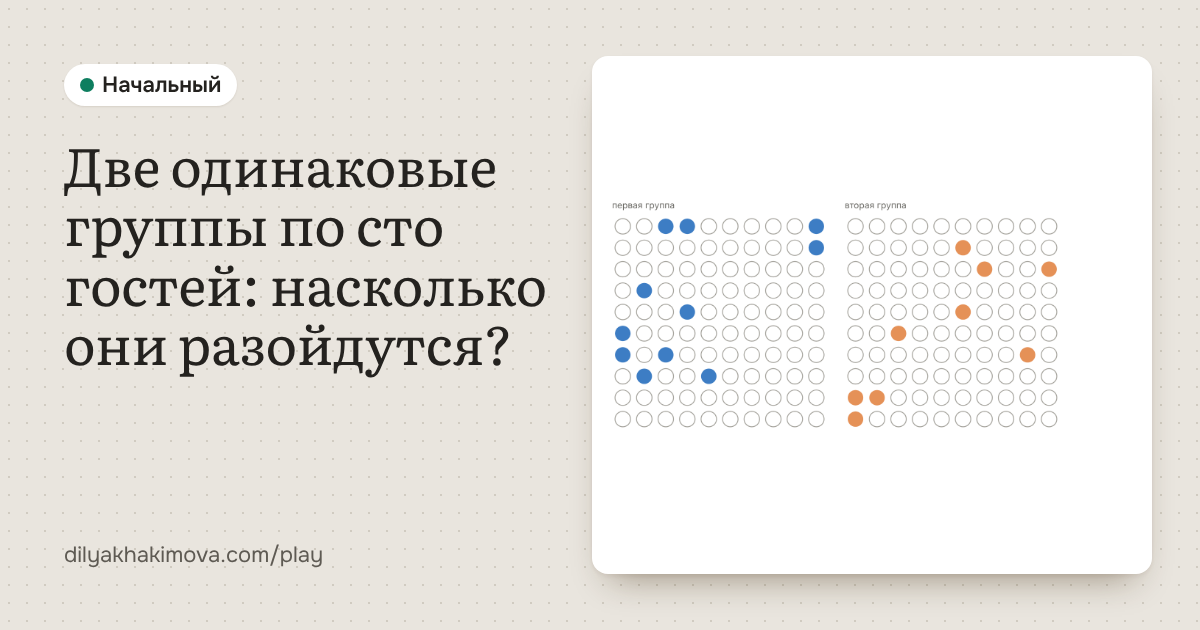 Начальный
Две одинаковые
группы по сто
гостей: насколько
они разойдутся?
первая группа
вторая группа
dilyakhakimova.com/play